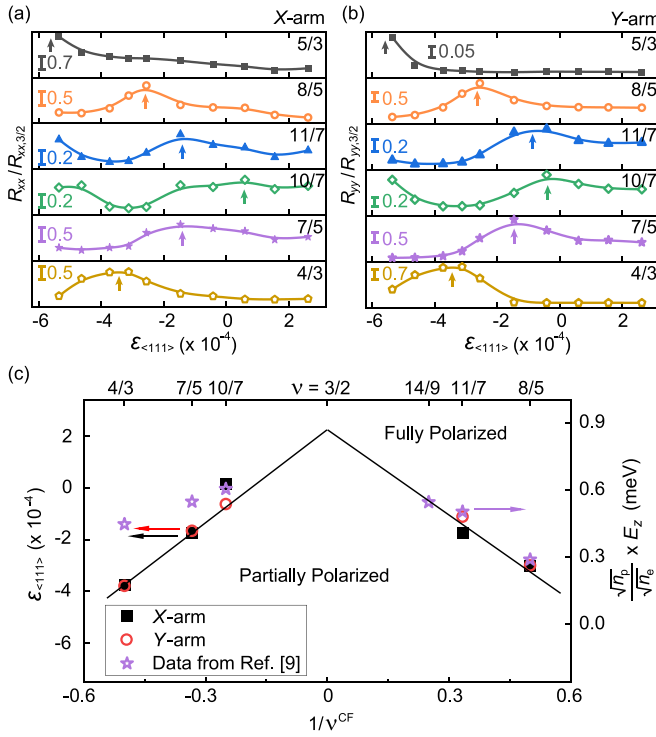 (a)
X-arm
R_xx/R_xx,3/2
0.7
5/3
0.5
8/5
0.2
11/7
0.2
10/7
0.5
7/5
0.5
4/3
-6 -4 -2 0 2
ε<111> (x 10⁻⁴)
(b)
Y-arm
R_yy/R_yy,3/2
0.05
5/3
0.5
8/5
0.2
11/7
0.2
10/7
0.5
7/5
0.7
4/3
-6 -4 -2 0 2
ε<111> (x 10⁻⁴)
(c)
4/3 7/5 10/7 ν = 3/2 14/9 11/7 8/5
Fully Polarized
Partially Polarized
2
0
-2
-4
-6
ε<111> (x 10⁻⁴)
0.9
0.6
0.3
0.0
√n_p/√n_e x E_z (meV)
X-arm
Y-arm
Data from Ref. [9]
-0.6 -0.3 0 0.3 0.6
1/ν^CF